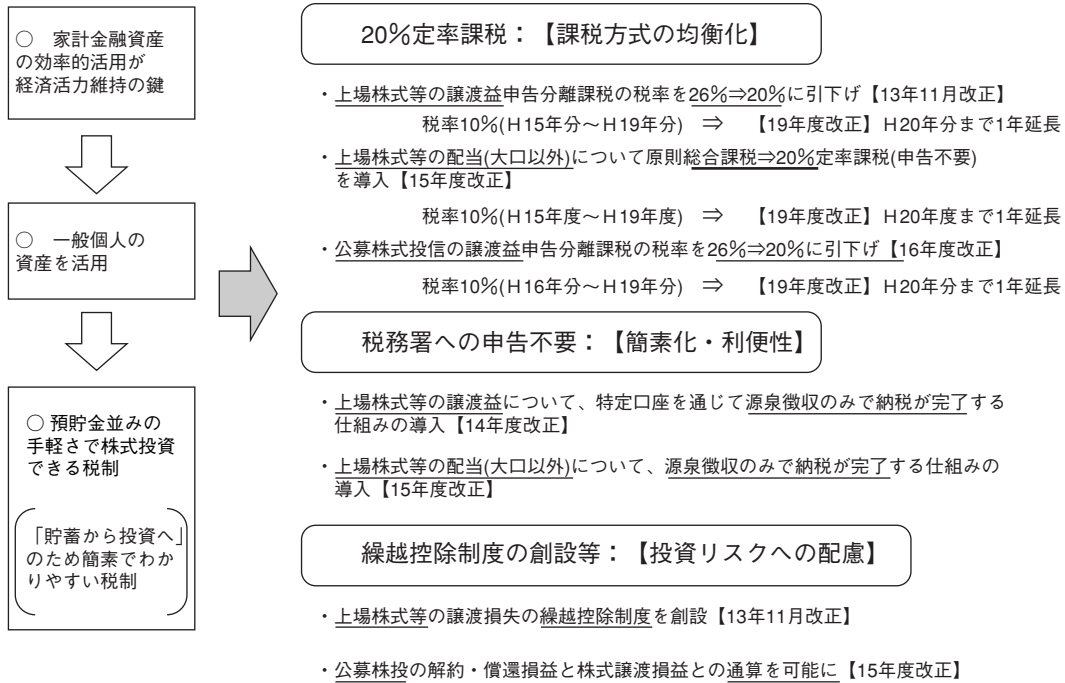 ○　家計金融資産
の効率的活用が
経済活力維持の鍵
○　一般個人の
資産を活用
○ 預貯金並みの
手軽さで株式投資
できる税制
「貯蓄から投資へ」
のため簡素でわか
りやすい税制
20％定率課税：【課税方式の均衡化】
・上場株式等の譲渡益申告分離課税の税率を26％⇒20％に引下げ【13年11月改正】
税率10％(H15年分～H19年分)　⇒　【19年度改正】H20年分まで1年延長
・上場株式等の配当(大口以外)について原則総合課税⇒20％定率課税(申告不要)
を導入【15年度改正】
税率10％(H15年度～H19年度)　⇒　【19年度改正】H20年度まで1年延長
・公募株式投信の譲渡益申告分離課税の税率を26％⇒20％に引下げ【16年度改正】
税率10％(H16年分～H19年分)　⇒　【19年度改正】H20年分まで1年延長
税務署への申告不要：【簡素化・利便性】
・上場株式等の譲渡益について、特定口座を通じて源泉徴収のみで納税が完了する
仕組みの導入【14年度改正】
・上場株式等の配当(大口以外)について、源泉徴収のみで納税が完了する仕組みの
導入【15年度改正】
繰越控除制度の創設等：【投資リスクへの配慮】
・上場株式等の譲渡損失の繰越控除制度を創設【13年11月改正】
・公募株投の解約・償還損益と株式譲渡損益との通算を可能に【15年度改正】